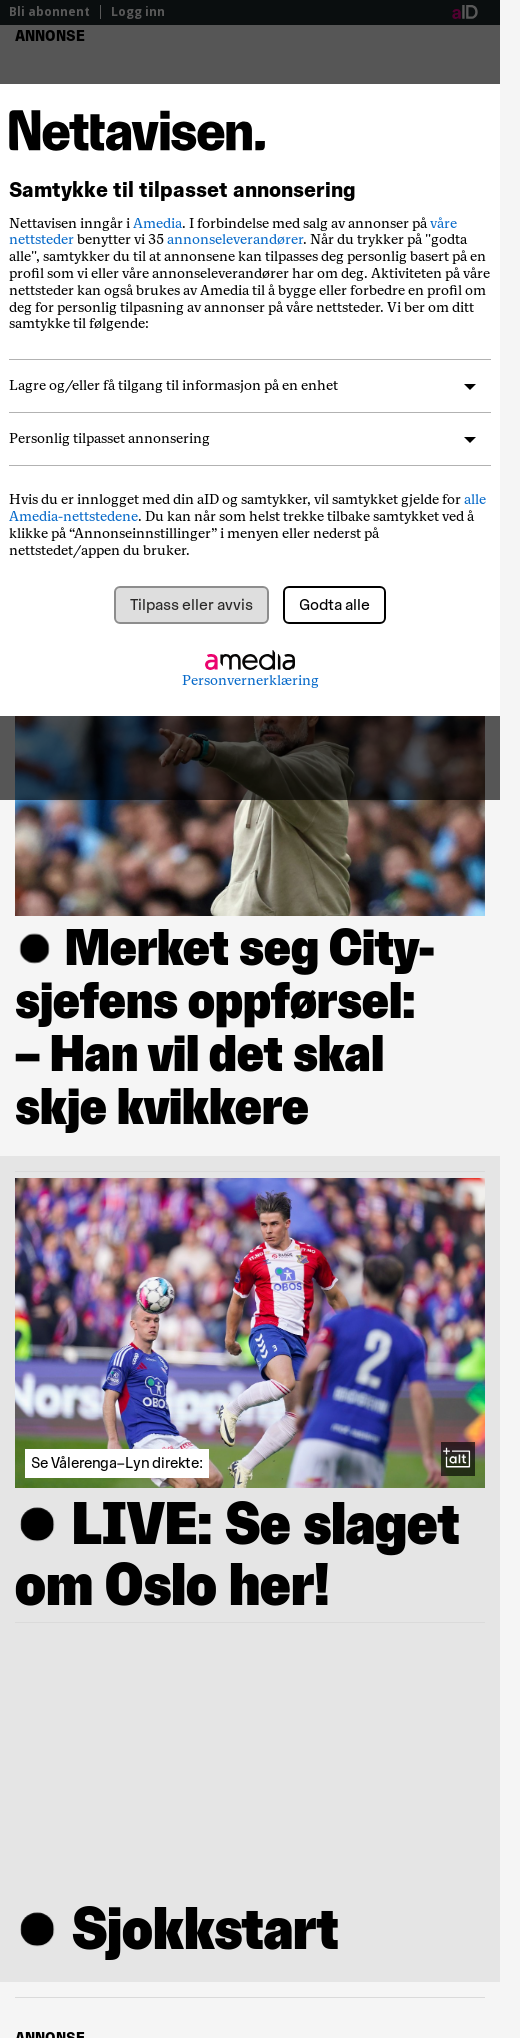 Bli abonnent | Logg inn
aID
ANNONSE
Nettavisen.
Samtykke til tilpasset annonsering
Nettavisen inngår i Amedia. I forbindelse med salg av annonser på våre
nettsteder benytter vi 35 annonseleverandører. Når du trykker på "godta
alle", samtykker du til at annonsene kan tilpasses deg personlig basert på en
profil som vi eller våre annonseleverandører har om deg. Aktiviteten på våre
nettsteder kan også brukes av Amedia til å bygge eller forbedre en profil om
deg for personlig tilpasning av annonser på våre nettsteder. Vi ber om ditt
samtykke til følgende:
Lagre og/eller få tilgang til informasjon på en enhet
Personlig tilpasset annonsering
Hvis du er innlogget med din aID og samtykker, vil samtykket gjelde for alle
Amedia-nettstedene. Du kan når som helst trekke tilbake samtykket ved å
klikke på “Annonseinnstillinger” i menyen eller nederst på
nettstedet/appen du bruker.
Tilpass eller avvis
Godta alle
amedia
Personvernerklæring
Merket seg City-
sjefens oppførsel:
– Han vil det skal
skje kvikkere
OBOS
3
2
OBOS
Se Vålerenga–Lyn direkte:
+alt
LIVE: Se slaget
om Oslo her!
Sjokkstart
ANNONSE